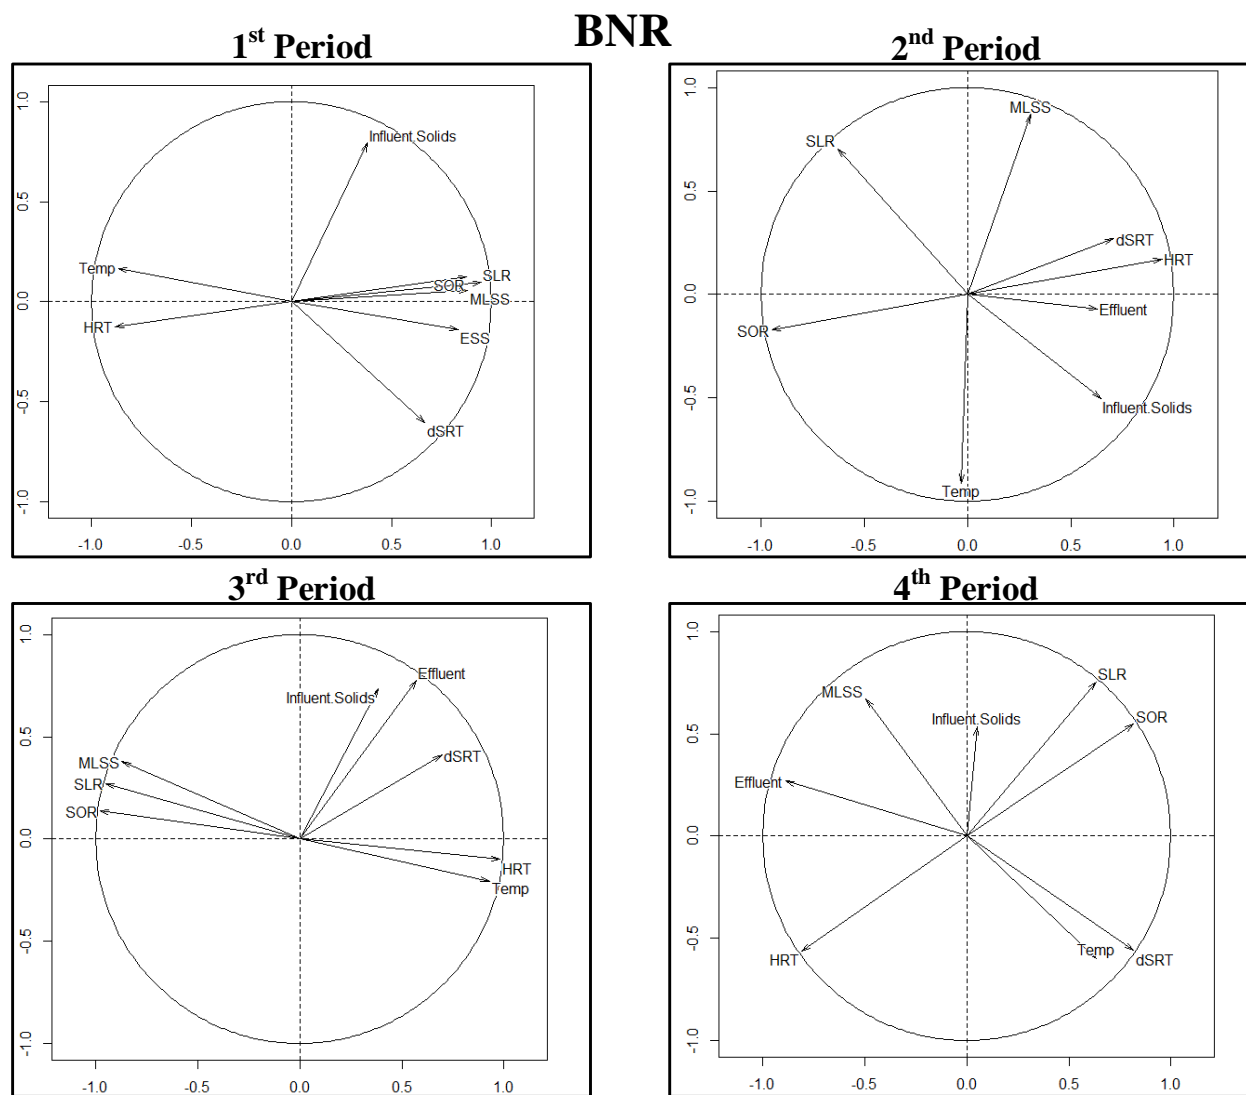 BNR
1st Period
1.0
0.5
0.0
-0.5
-1.0
Influent.Solids
Temp
SLR
SOR
MLSS
HRT
ESS
dSRT
-1.0 -0.5 0.0 0.5 1.0
2nd Period
1.0
0.5
0.0
-0.5
-1.0
MLSS
SLR
dSRT
HRT
Effluent
SOR
Influent.Solids
Temp
-1.0 -0.5 0.0 0.5 1.0
3rd Period
1.0
0.5
0.0
-0.5
-1.0
Effluent
Influent.Solids
dSRT
MLSS
SLR
SOR
HRT
Temp
-1.0 -0.5 0.0 0.5 1.0
4th Period
1.0
0.5
0.0
-0.5
-1.0
SLR
MLSS
SOR
Influent.Solids
Effluent
Temp
HRT
dSRT
-1.0 -0.5 0.0 0.5 1.0